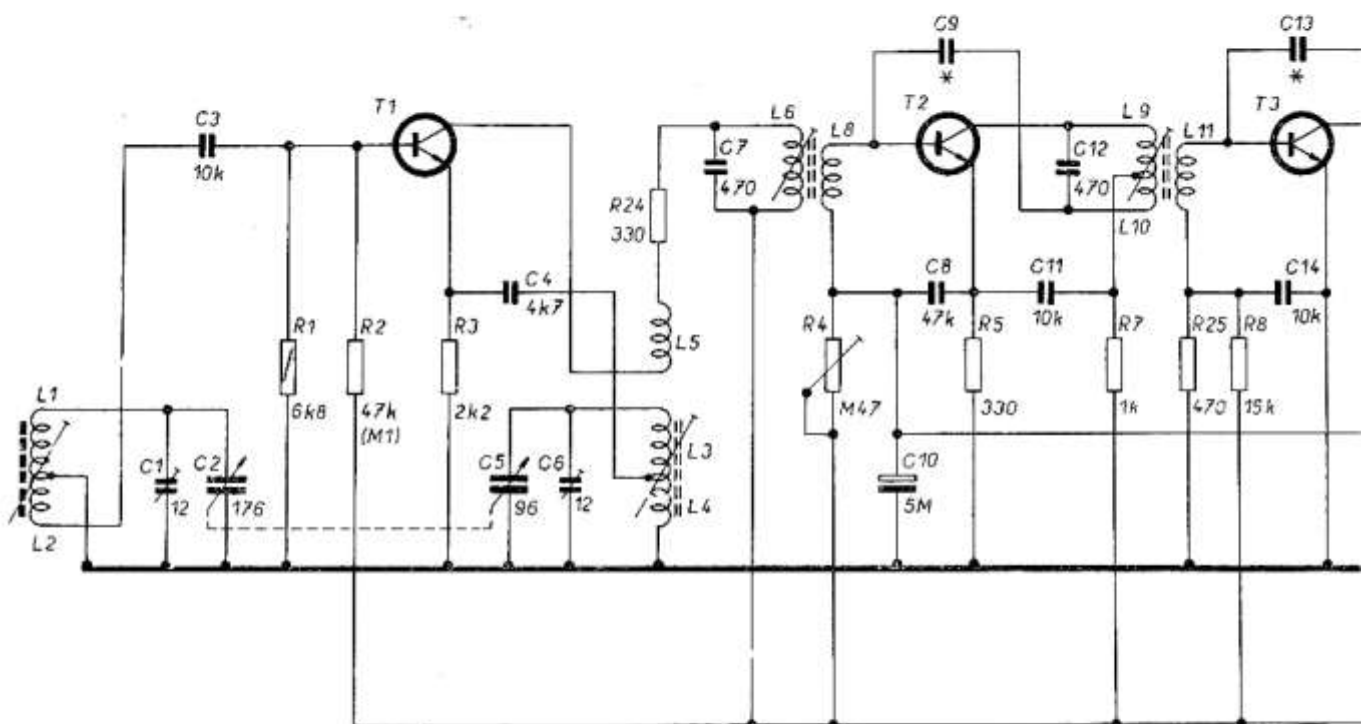 C3
10k
T1
C9
*
C13
*
T2
T3
L6
L8
L9
L11
C7
470
C12
470
L10
R24
330
C4
4k7
L5
R1
6k8
R2
47k
(M1)
R3
2k2
C8
47k
C11
10k
C14
10k
R4
M47
R5
330
R7
1k
R25
470
R8
15k
L1
L2
C1
12
C2
176
C5
96
C6
12
L3
L4
C10
5M